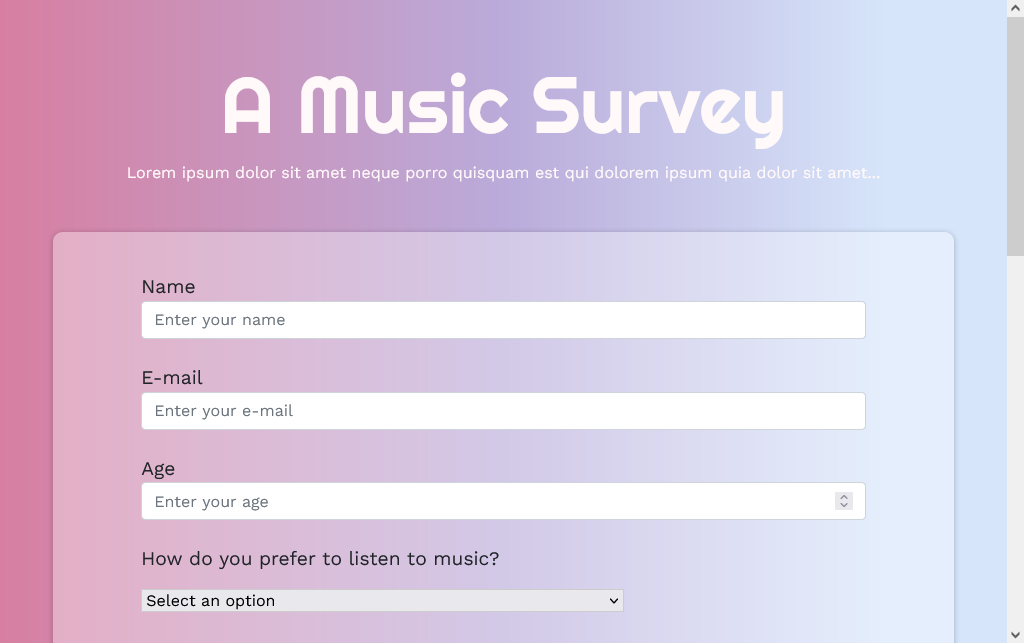 A Music Survey
Lorem ipsum dolor sit amet neque porro quisquam est qui dolorem ipsum quia dolor sit amet...
Name
Enter your name
E-mail
Enter your e-mail
Age
Enter your age
How do you prefer to listen to music?
Select an option